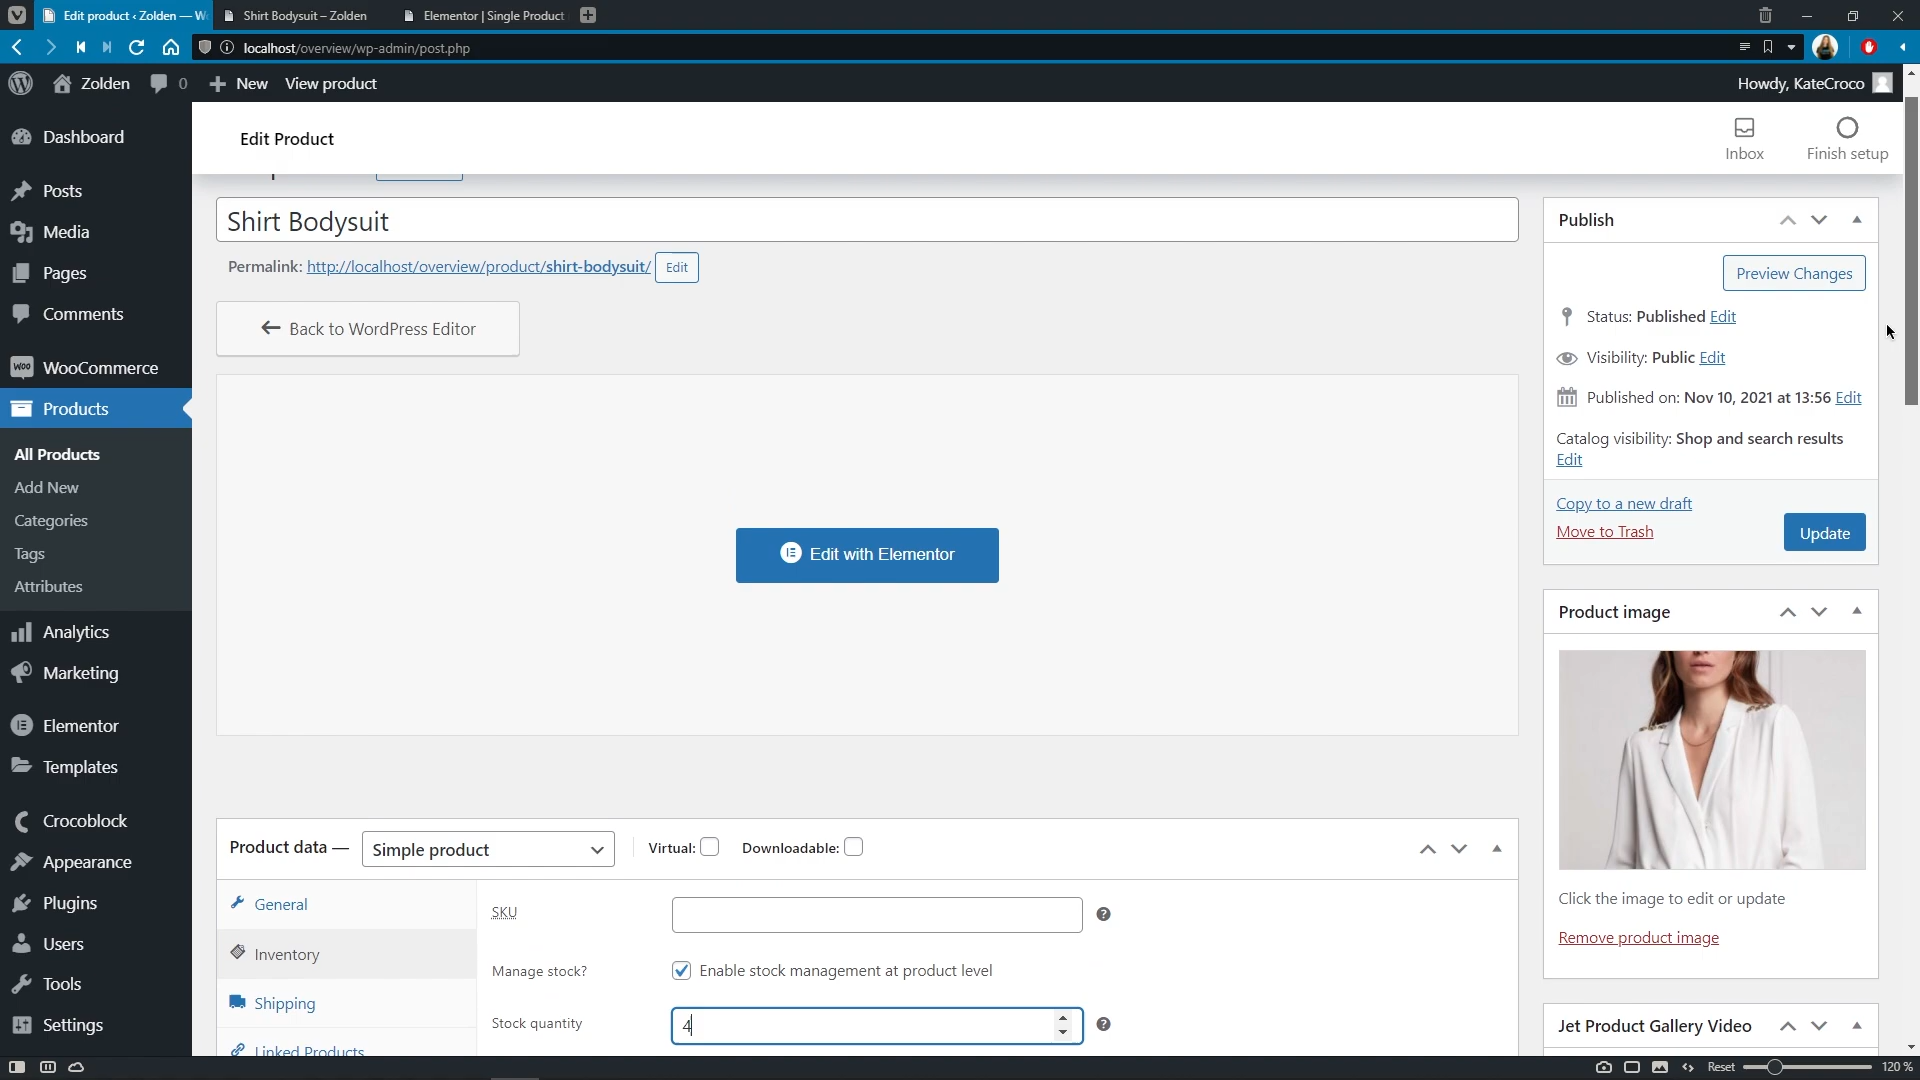 Edit product ‹ Zolden — W
Shirt Bodysuit – Zolden
Elementor | Single Product
localhost/overview/wp-admin/post.php
Zolden
0
New
View product
Howdy, KateCroco
Dashboard
Posts
Media
Pages
Comments
WooCommerce
Products
All Products
Add New
Categories
Tags
Attributes
Analytics
Marketing
Elementor
Templates
Crocoblock
Appearance
Plugins
Users
Tools
Settings
Edit Product
Inbox
Finish setup
Shirt Bodysuit
Permalink: http://localhost/overview/product/shirt-bodysuit/ Edit
Back to WordPress Editor
Edit with Elementor
Product data —
Simple product
Virtual:
Downloadable:
General
Inventory
Shipping
Linked Products
SKU
Manage stock?
Enable stock management at product level
Stock quantity
4
Publish
Preview Changes
Status: Published Edit
Visibility: Public Edit
Published on: Nov 10, 2021 at 13:56 Edit
Catalog visibility: Shop and search results
Edit
Copy to a new draft
Move to Trash
Update
Product image
Click the image to edit or update
Remove product image
Jet Product Gallery Video
Reset
120 %